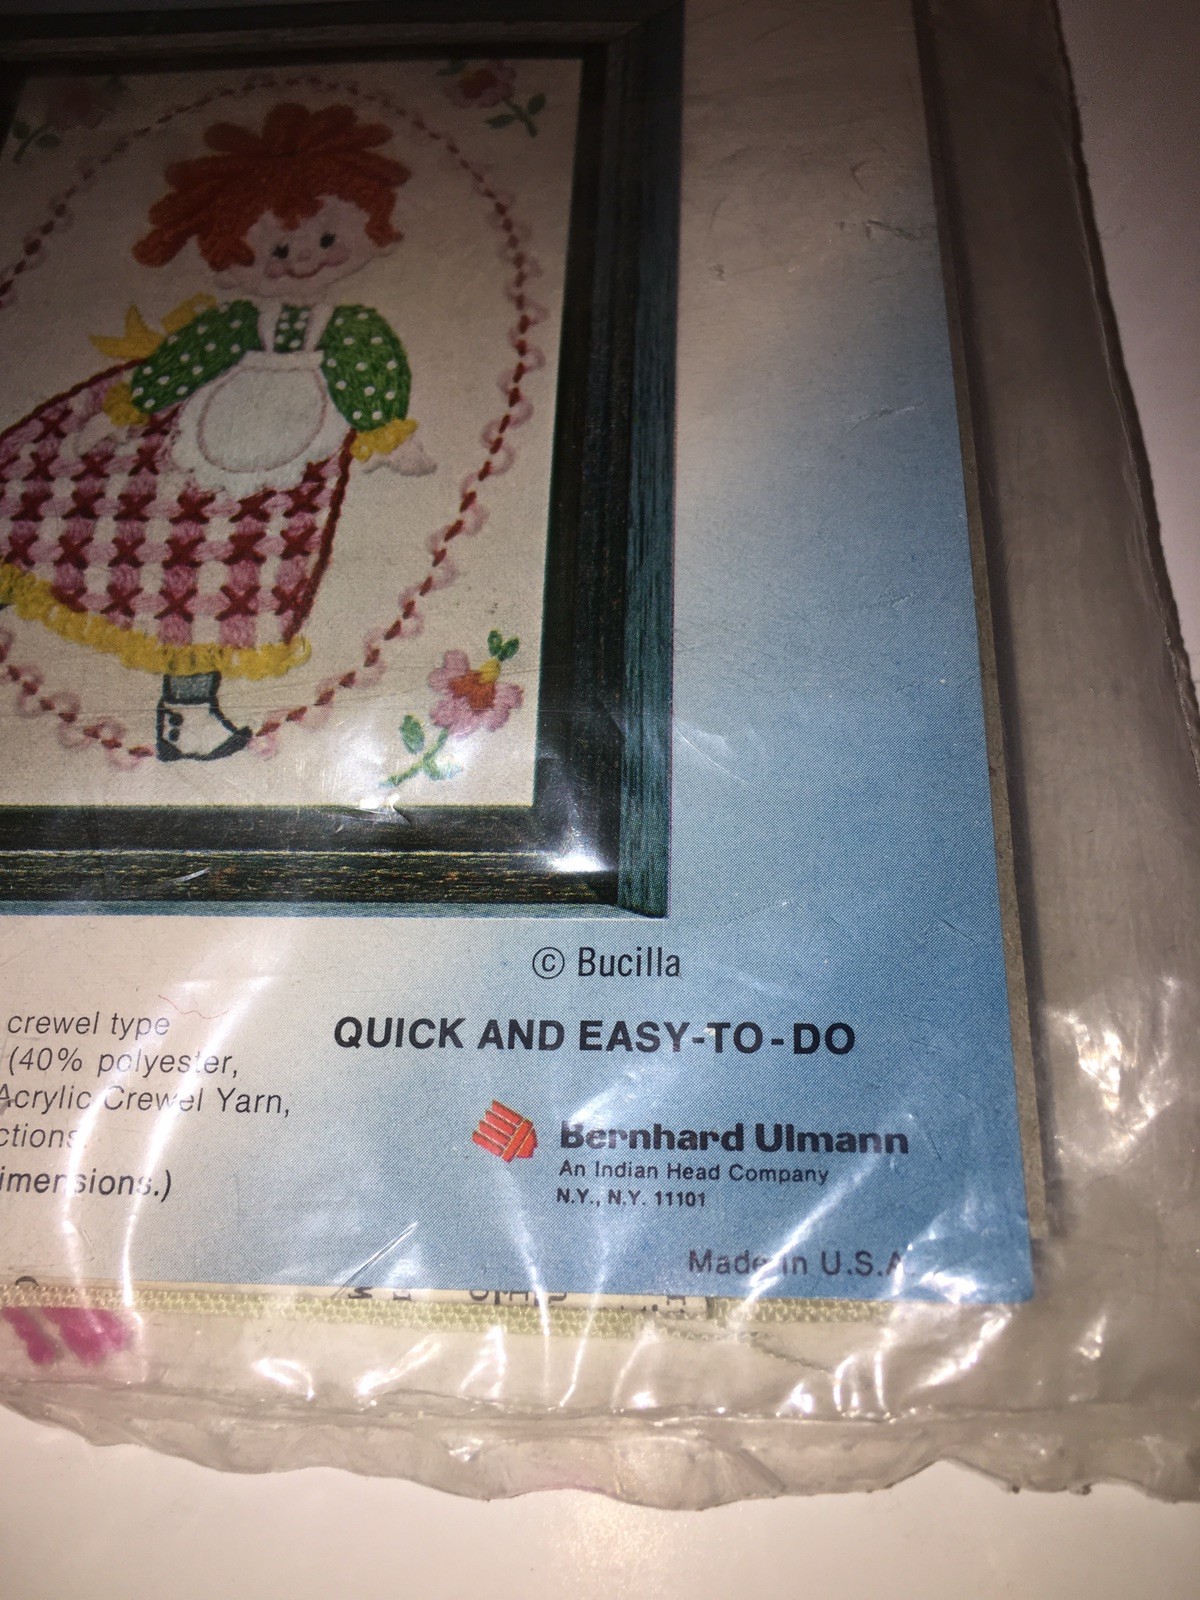 © Bucilla
QUICK AND EASY-TO-DO
crewel type
(40% polyester,
Acrylic Crewel Yarn,
ctions.
imensions.)
Bernhard Ulmann
An Indian Head Company
N.Y., N.Y. 11101
Made in U.S.A.